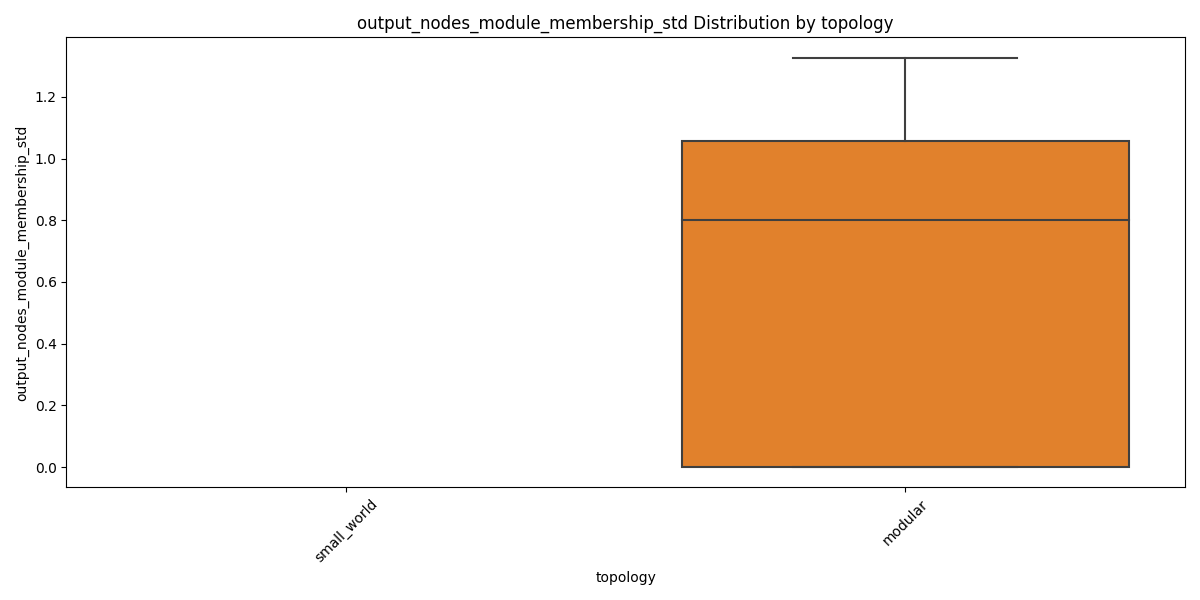 output_nodes_module_membership_std Distribution by topology
output_nodes_module_membership_std
1.2
1.0
0.8
0.6
0.4
0.2
0.0
small_world
modular
topology